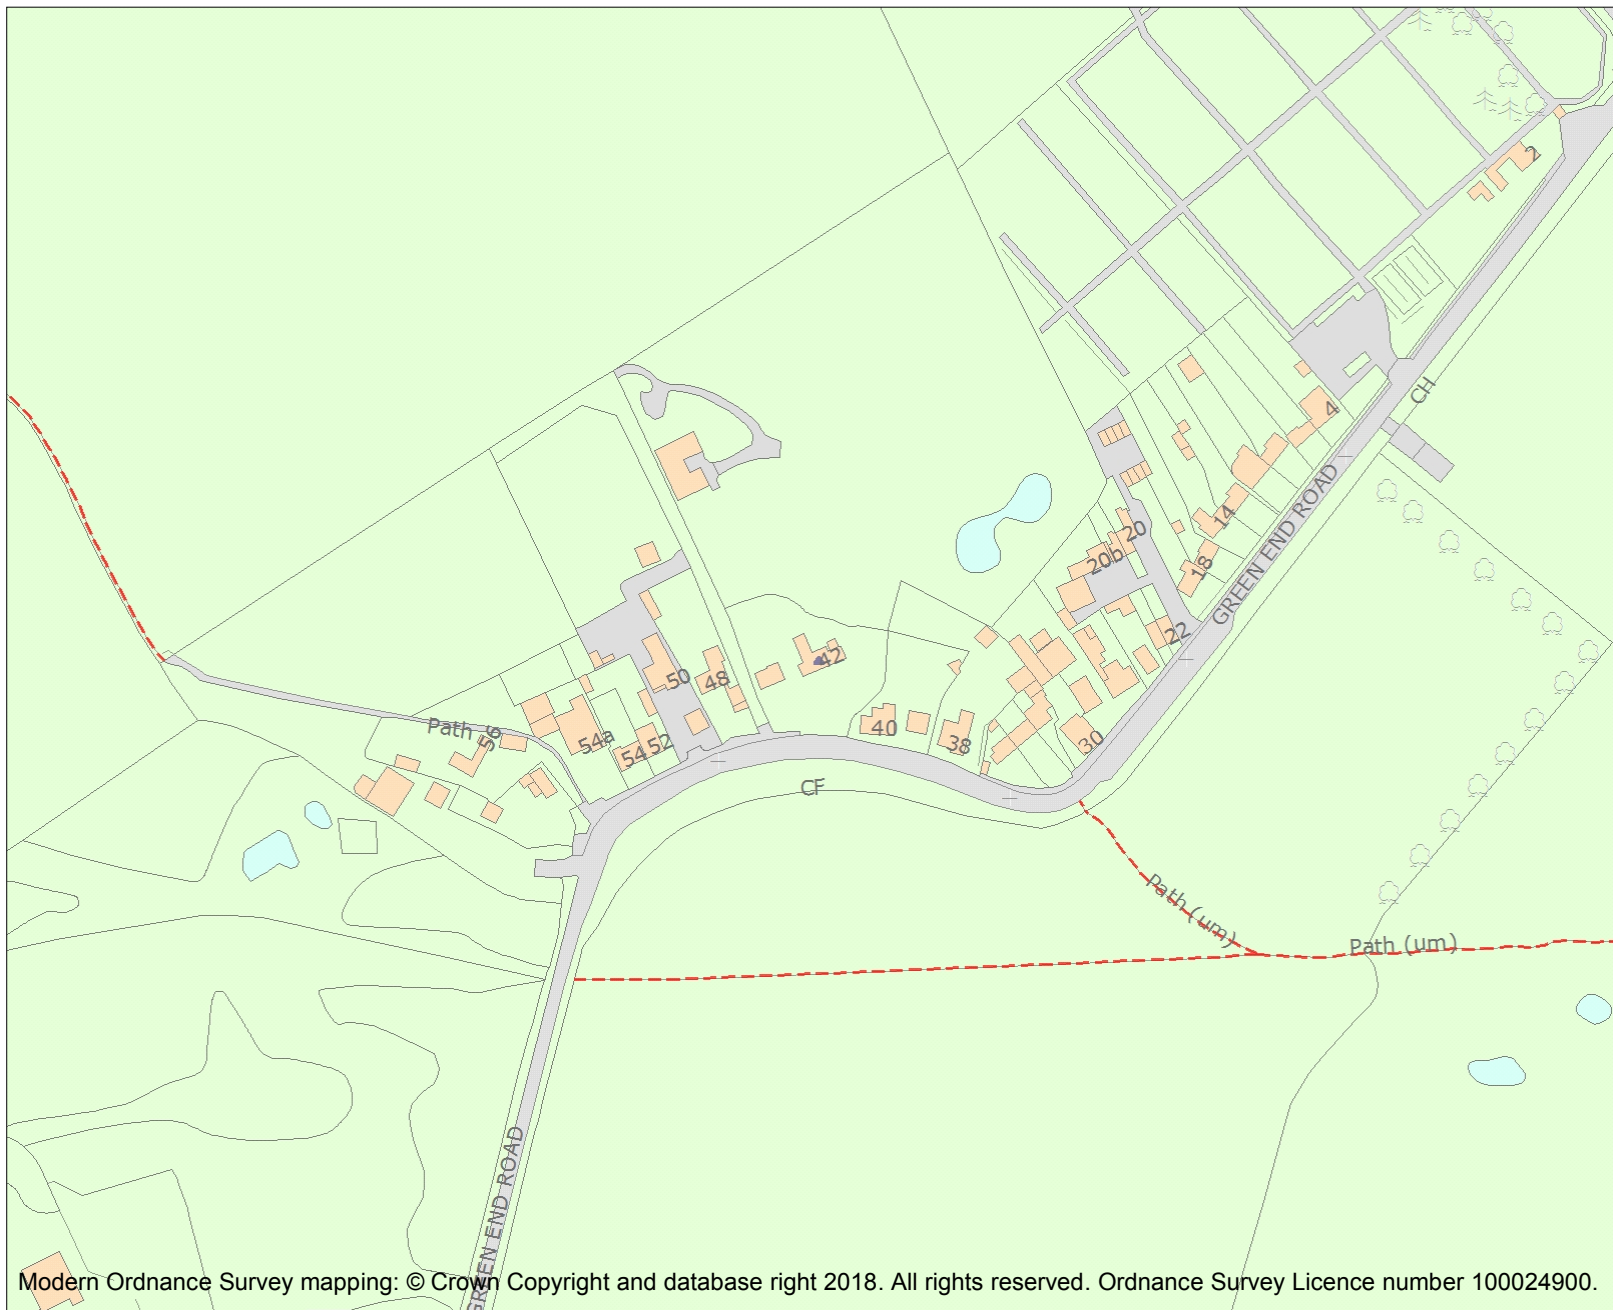 2
CH
4
GREEN END ROAD
14
18
20
20b
22
50
48
42
Path
56
54a
54
52
40
38
30
CF
Path (um)
Path (um)
GREEN END ROAD
Modern Ordnance Survey mapping: © Crown Copyright and database right 2018. All rights reserved. Ordnance Survey Licence number 100024900.